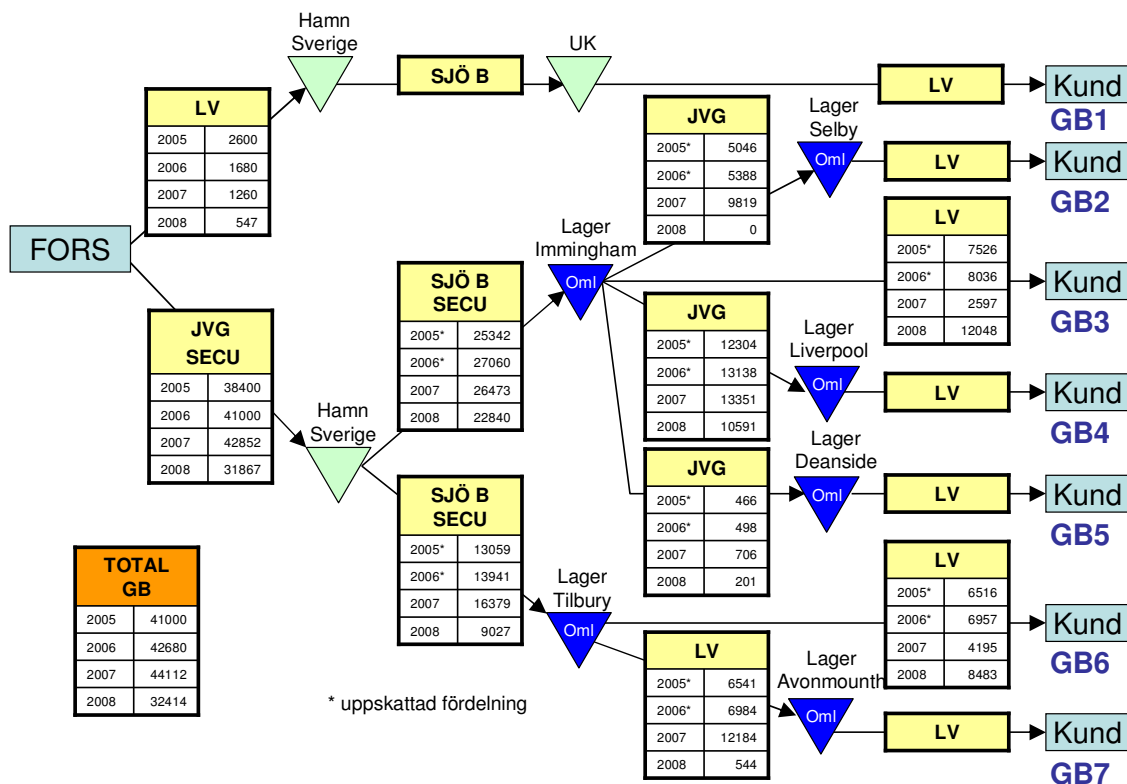 Hamn
Sverige
SJÖ B
UK
LV
Kund
GB1
LV
2005 2600
2006 1680
2007 1260
2008 547
JVG
2005* 5046
2006* 5388
2007 9819
2008 0
Lager
Selby
Oml
LV
Kund
GB2
FORS
Lager
Immingham
Oml
LV
2005* 7526
2006* 8036
2007 2597
2008 12048
Kund
GB3
JVG
SECU
2005 38400
2006 41000
2007 42852
2008 31867
Hamn
Sverige
SJÖ B
SECU
2005* 25342
2006* 27060
2007 26473
2008 22840
JVG
2005* 12304
2006* 13138
2007 13351
2008 10591
Lager
Liverpool
Oml
LV
Kund
GB4
JVG
2005* 466
2006* 498
2007 706
2008 201
Lager
Deanside
Oml
LV
Kund
GB5
SJÖ B
SECU
2005* 13059
2006* 13941
2007 16379
2008 9027
Lager
Tilbury
Oml
LV
2005* 6516
2006* 6957
2007 4195
2008 8483
Kund
GB6
LV
2005* 6541
2006* 6984
2007 12184
2008 544
Lager
Avonmounth
Oml
LV
Kund
GB7
TOTAL
GB
2005 41000
2006 42680
2007 44112
2008 32414
* uppskattad fördelning